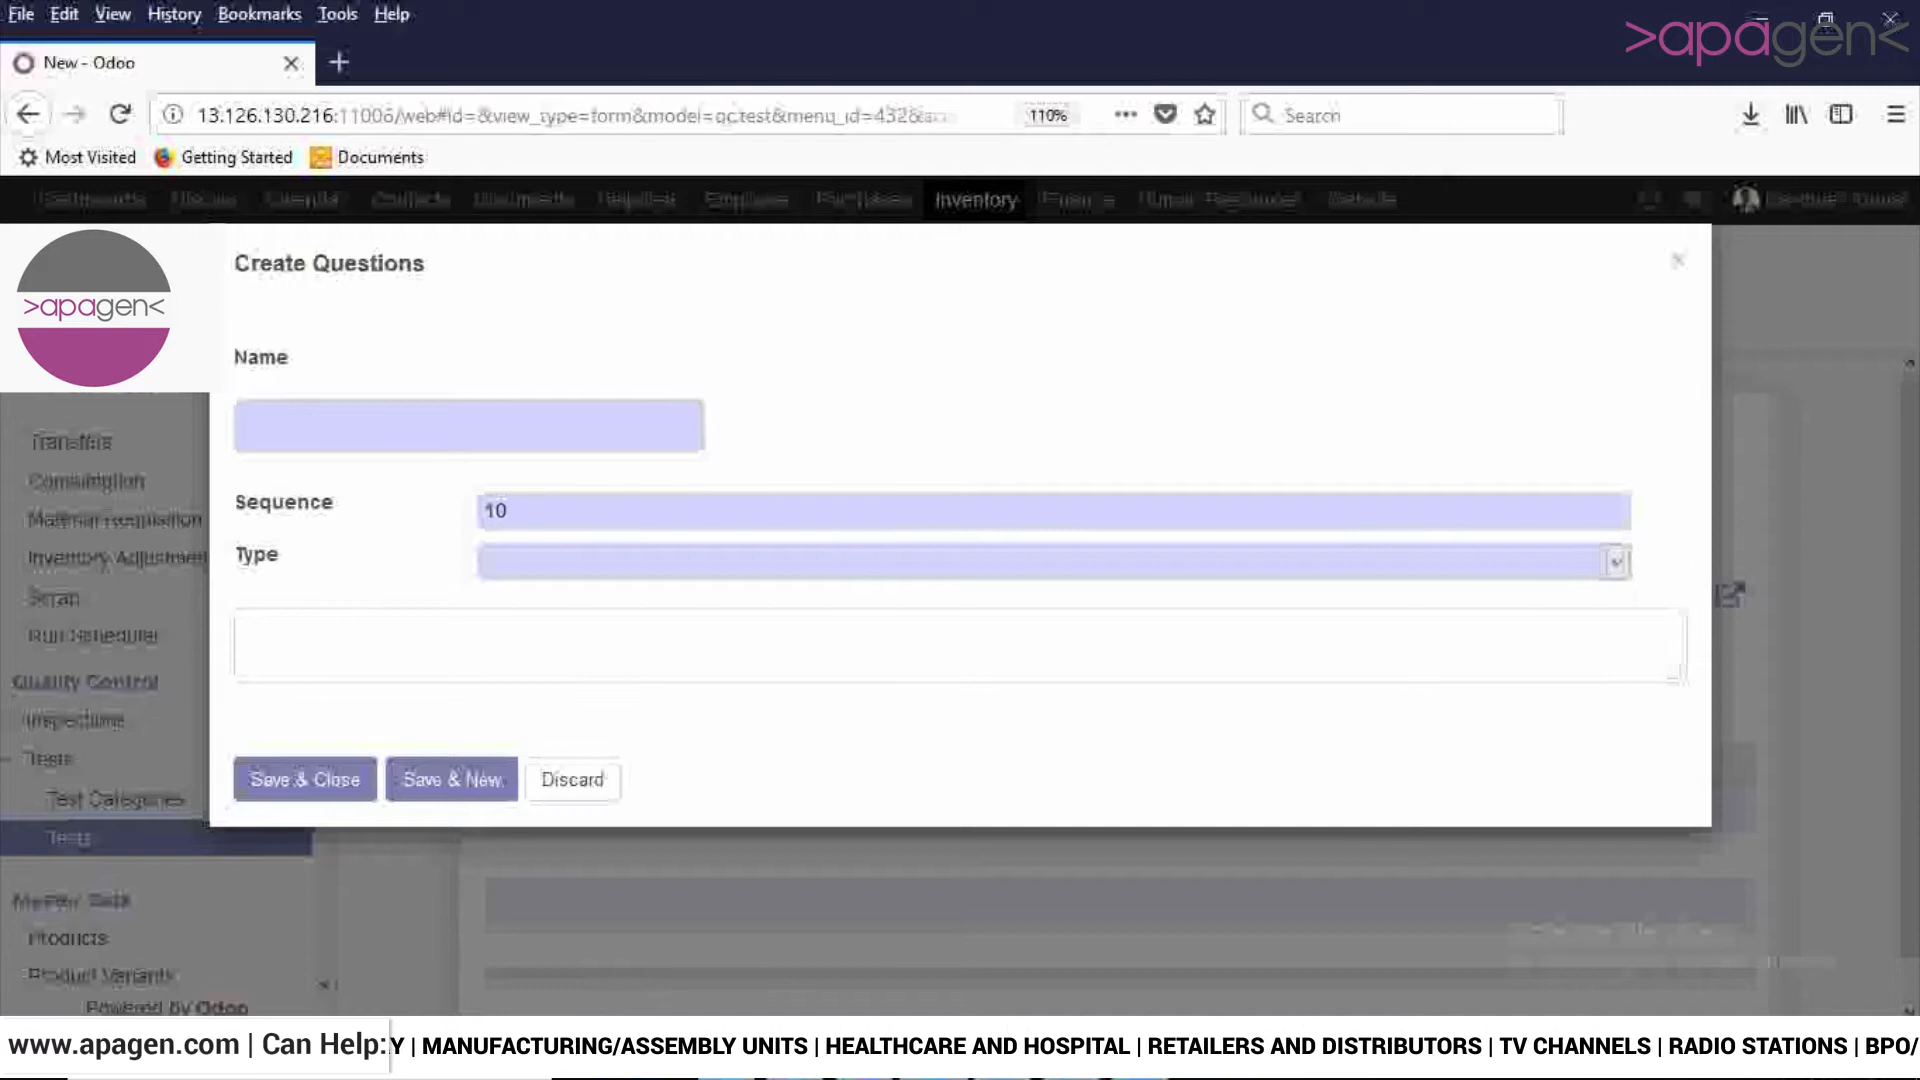 File Edit View History Bookmarks Tools Help
>apagen<
New - Odoo
13.126.130.216:11006/web#id=&view_type=form&model=qc.test&menu_id=432&ac
110%
Search
Most Visited Getting Started Documents
Inventory
Create Questions
>apagen<
Name
Sequence 10
Type
Transfers
Consumption
Material Requisition
Inventory Adjustment
Scrap
Run Scheduler
Quality Control
Inspections
Tests
Test Categories
Tests
Save & Close Save & New Discard
Master Data
Products
Product Variants
Powered by Odoo
www.apagen.com | Can Help: Y | MANUFACTURING/ASSEMBLY UNITS | HEALTHCARE AND HOSPITAL | RETAILERS AND DISTRIBUTORS | TV CHANNELS | RADIO STATIONS | BPO/